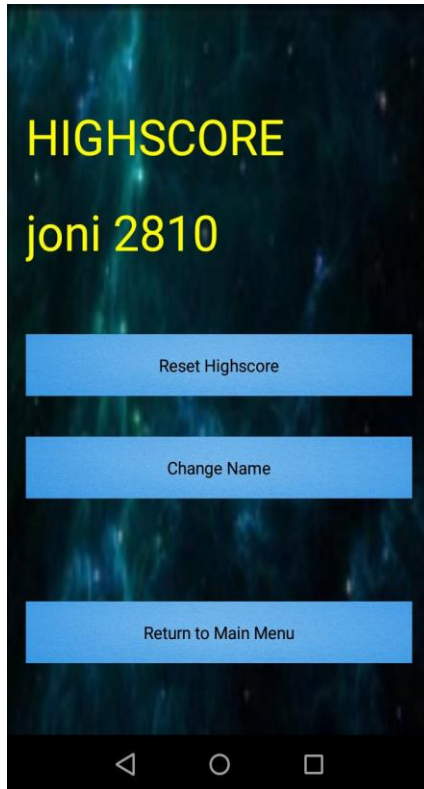 HIGHSCORE
joni 2810
Reset Highscore
Change Name
Return to Main Menu